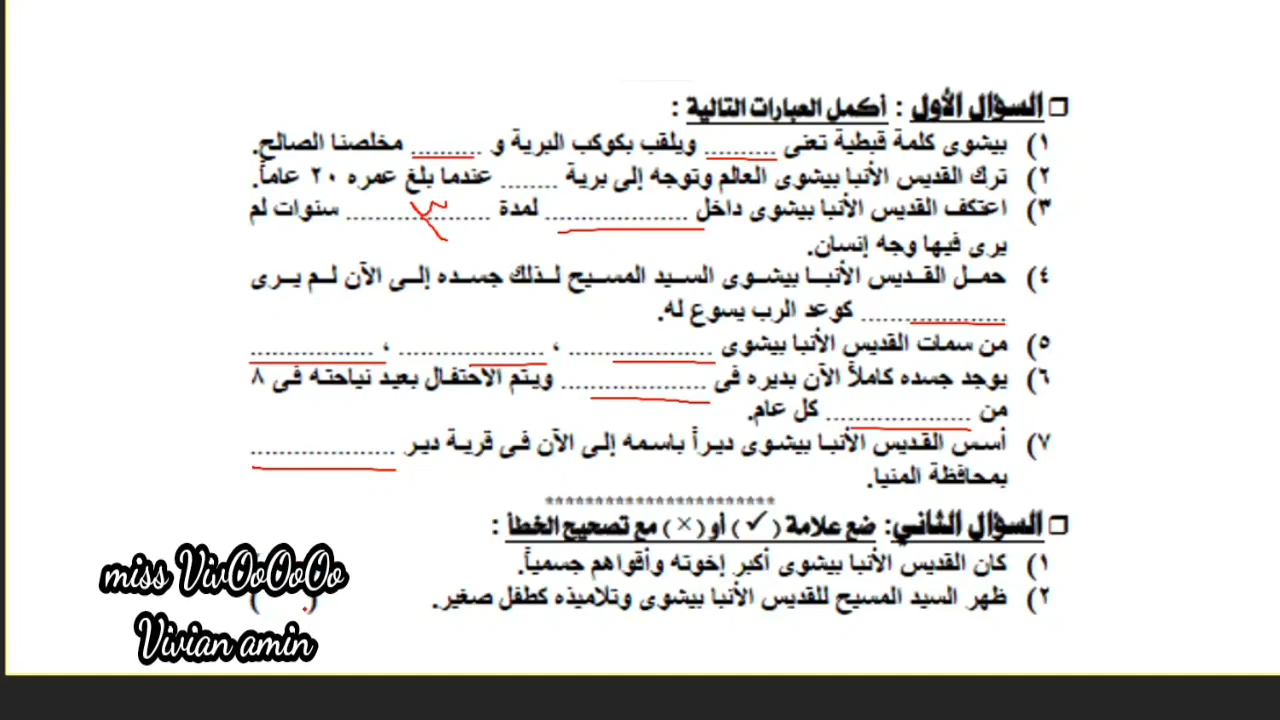 ❒ السؤال الأول : أكمل العبارات التالية :
١) بيشوى كلمة قبطية تعنى .......... ويلقب بكوكب البرية و .......... مخلصنا الصالح.
٢) ترك القديس الأنبا بيشوى العالم وتوجه إلى برية ........ عندما بلغ عمره ٢٠ عاماً.
٣) اعتكف القديس الأنبا بيشوى داخل .................... لمدة .................... سنوات لم
يرى فيها وجه إنسان.
٤) حمل القديس الأنبا بيشوى السيد المسيح لذلك جسده إلى الآن لم يرى
.................... كوعد الرب يسوع له.
٥) من سمات القديس الأنبا بيشوى .................... ، .................... ، ....................
٦) يوجد جسده كاملاً الآن بديره فى .................... ويتم الاحتفال بعيد نياحته فى ٨
من .................... كل عام.
٧) أسس القديس الأنبا بيشوى ديراً باسمه إلى الآن فى قرية دير ....................
بمحافظة المنيا.
***********************
❒ السؤال الثاني: ضع علامة (✓) أو (×) مع تصحيح الخطأ :
١) كان القديس الأنبا بيشوى أكبر إخوته وأقواهم جسمياً.
٢) ظهر السيد المسيح للقديس الأنبا بيشوى وتلاميذه كطفل صغير. ( )
miss VivOoOoOo
Vivian amin